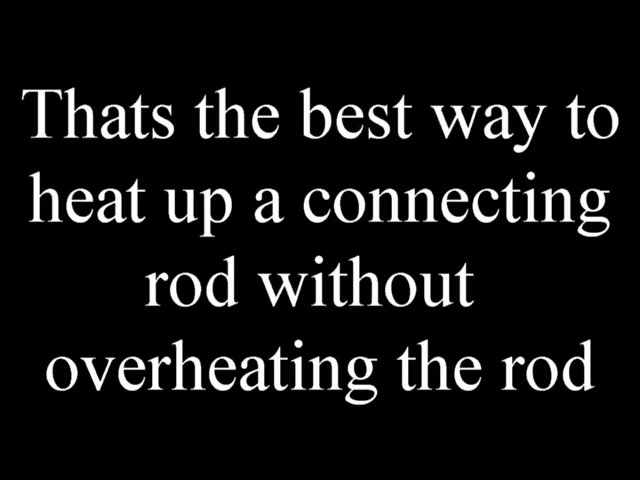 Thats the best way to
heat up a connecting
rod without
overheating the rod